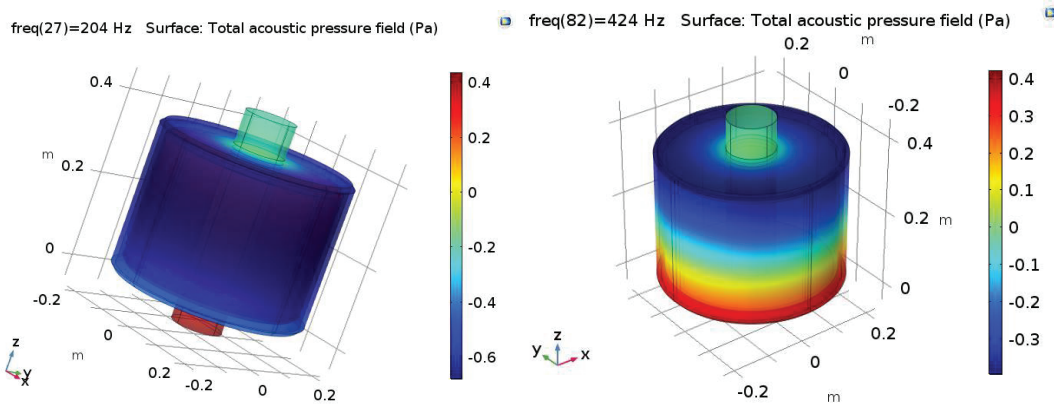 freq(27)=204 Hz Surface: Total acoustic pressure field (Pa)
0.4
m
0.2
0
-0.2
0
m
0.2
-0.2
0
0.2
z
y
x
0.4
0.2
0
-0.2
-0.4
-0.6
freq(82)=424 Hz Surface: Total acoustic pressure field (Pa)
0.2
m
0
-0.2
0.4
0.2
m
0
0.2
0
m
-0.2
z
y
x
0.4
0.3
0.2
0.1
0
-0.1
-0.2
-0.3